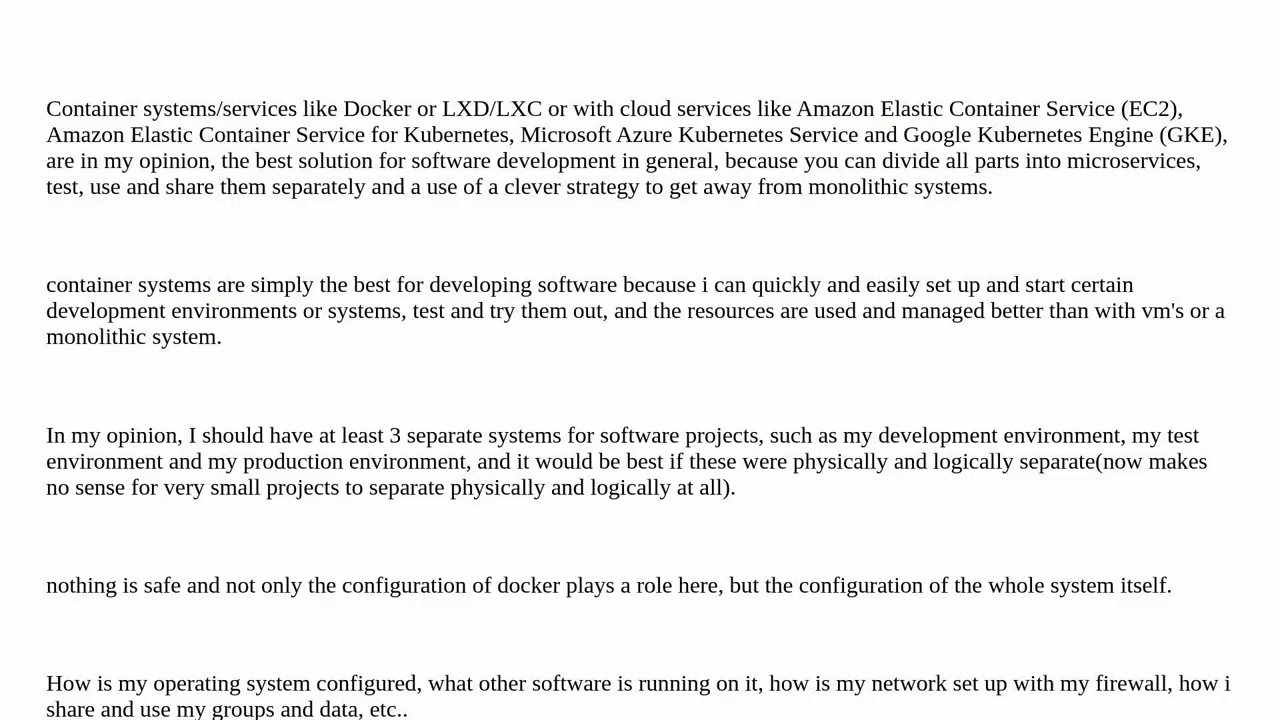 Container systems/services like Docker or LXD/LXC or with cloud services like Amazon Elastic Container Service (EC2),
Amazon Elastic Container Service for Kubernetes, Microsoft Azure Kubernetes Service and Google Kubernetes Engine (GKE),
are in my opinion, the best solution for software development in general, because you can divide all parts into microservices,
test, use and share them separately and a use of a clever strategy to get away from monolithic systems.
container systems are simply the best for developing software because i can quickly and easily set up and start certain
development environments or systems, test and try them out, and the resources are used and managed better than with vm's or a
monolithic system.
In my opinion, I should have at least 3 separate systems for software projects, such as my development environment, my test
environment and my production environment, and it would be best if these were physically and logically separate(now makes
no sense for very small projects to separate physically and logically at all).
nothing is safe and not only the configuration of docker plays a role here, but the configuration of the whole system itself.
How is my operating system configured, what other software is running on it, how is my network set up with my firewall, how i
share and use my groups and data, etc..